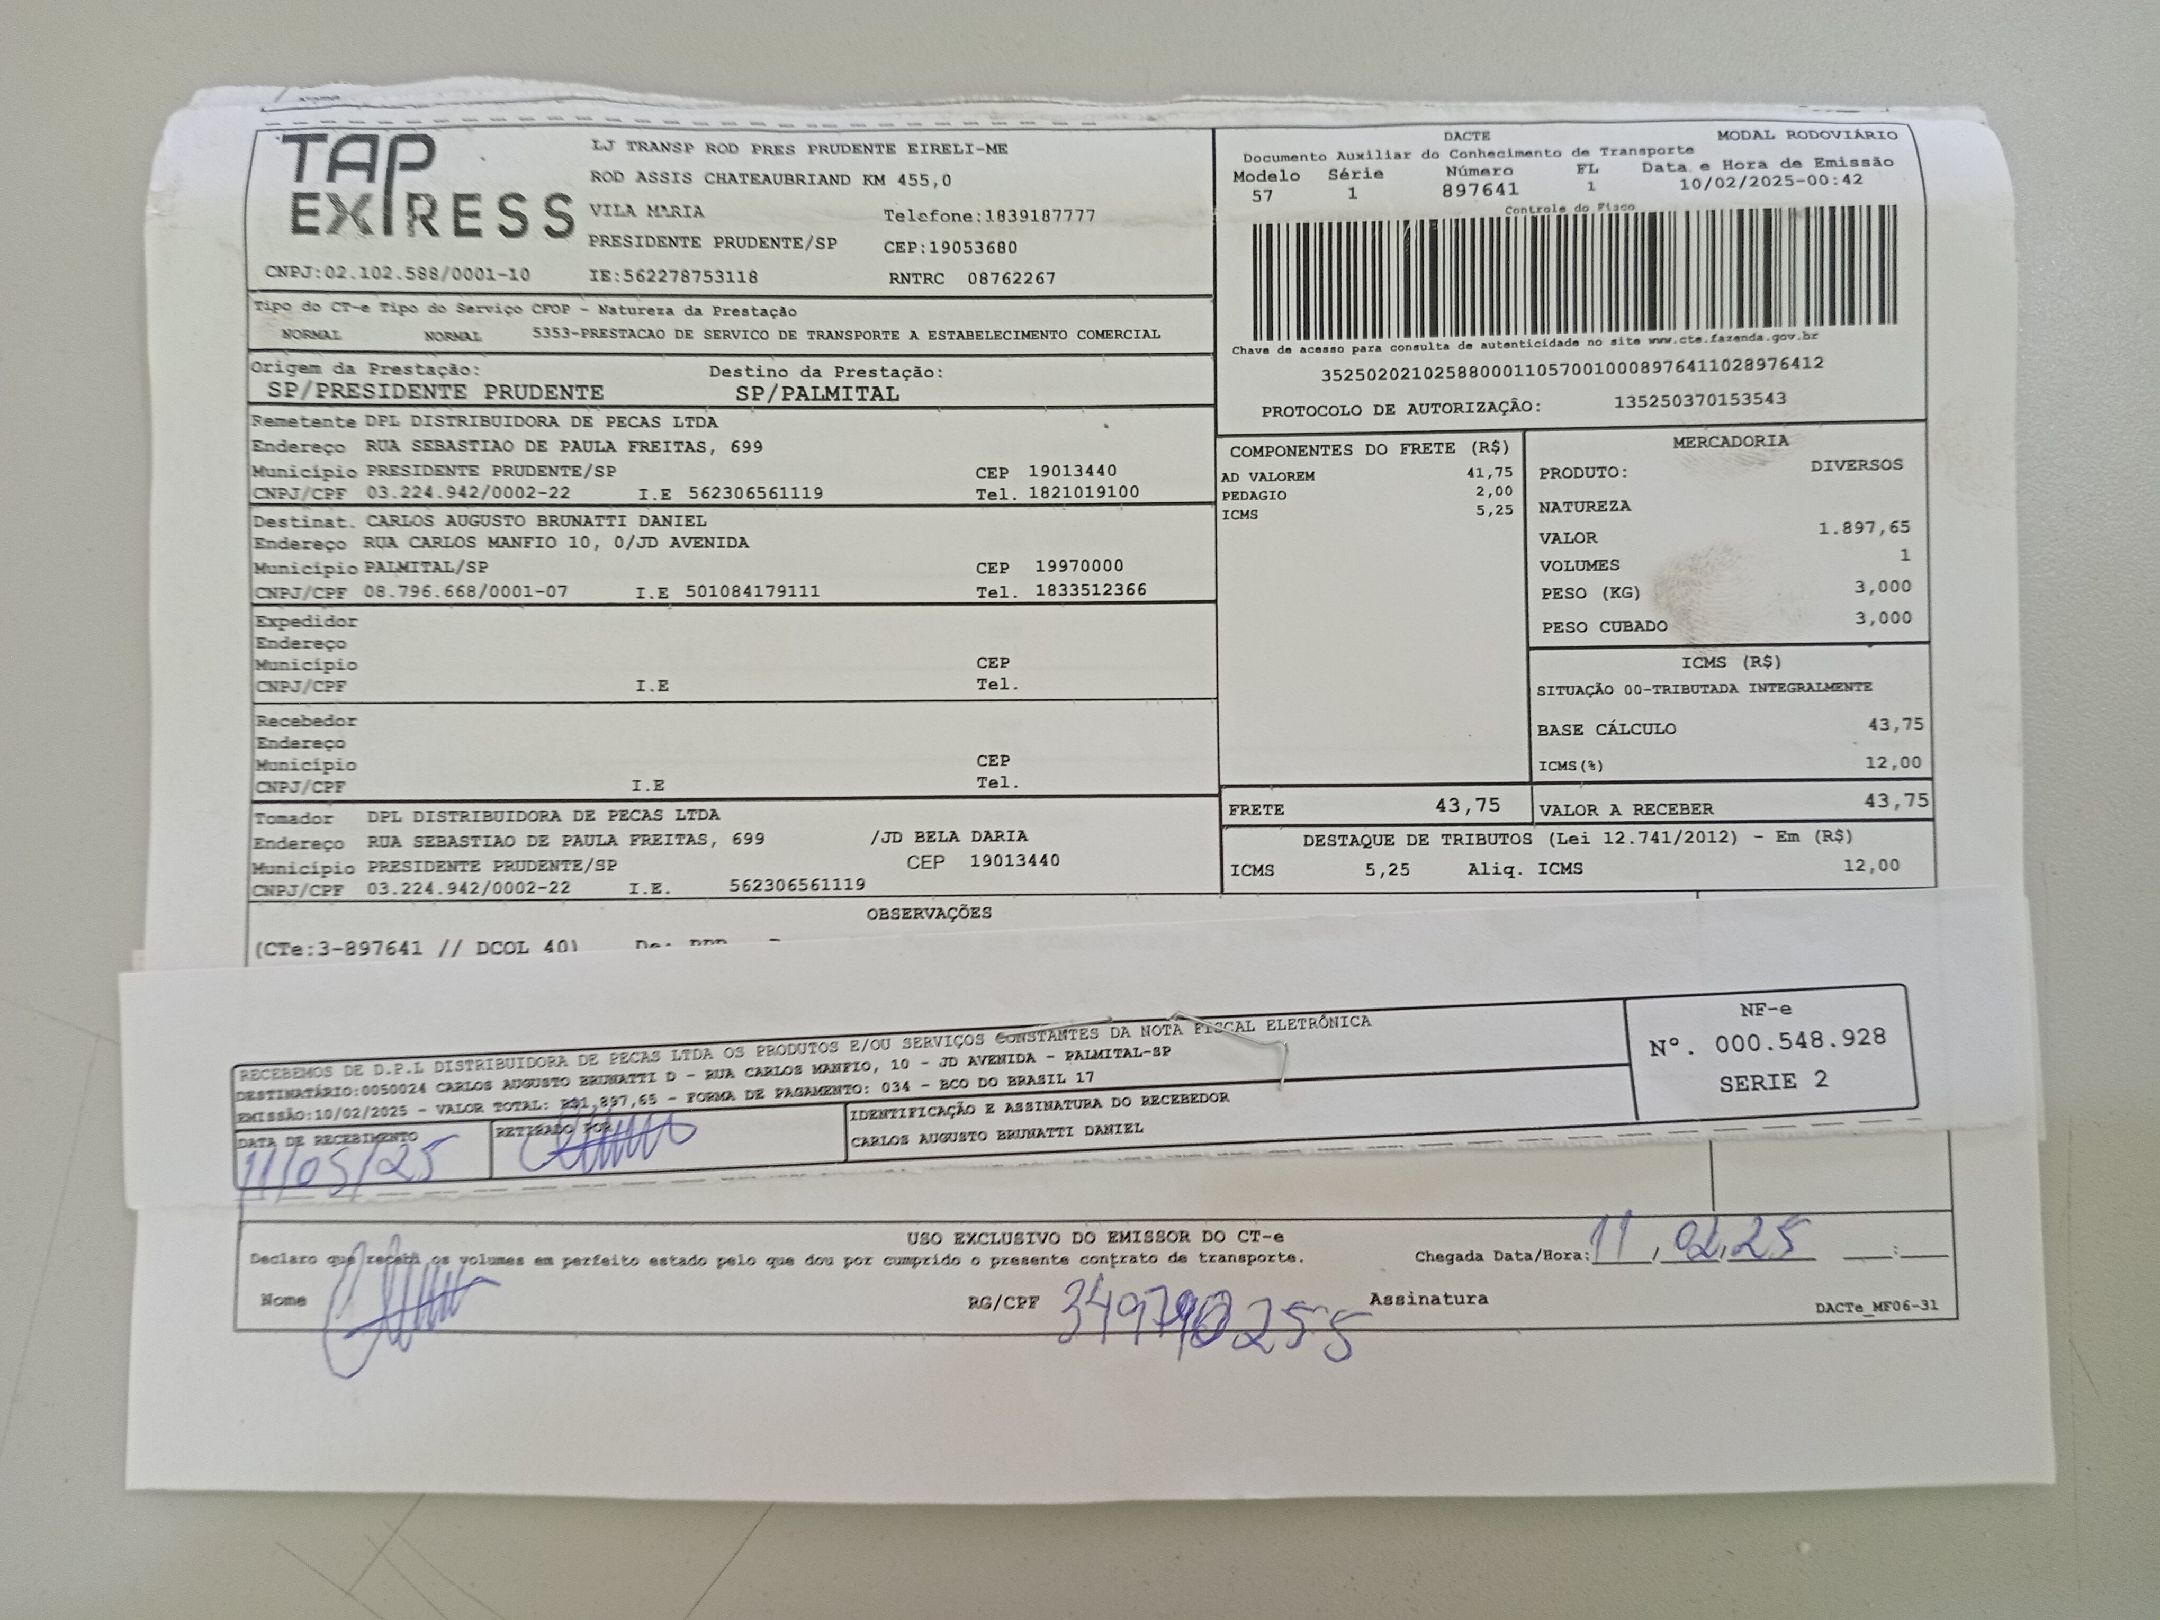 TAP EXPRESS
LJ TRANSP ROD PRES PRUDENTE EIRELI-ME
ROD ASSIS CHATEAUBRIAND KM 455,0
VILA MARIA Telefone:1839187777
PRESIDENTE PRUDENTE/SP CEP:19053680
CNPJ:02.102.588/0001-10 IE:562278753118 RNTRC 08762267
DACTE MODAL RODOVIÁRIO
Documento Auxiliar do Conhecimento de Transporte
Modelo Série Número FL Data e Hora de Emissão
57 1 897641 1 10/02/2025-00:42
Controle do Fisco
Chave de acesso para consulta de autenticidade no site www.cte.fazenda.gov.br
35250202102588000110570010008976411028976412
PROTOCOLO DE AUTORIZAÇÃO: 135250370153543
Tipo do CT-e Tipo do Serviço CFOP - Natureza da Prestação
NORMAL NORMAL 5353-PRESTACAO DE SERVICO DE TRANSPORTE A ESTABELECIMENTO COMERCIAL
Origem da Prestação: Destino da Prestação:
SP/PRESIDENTE PRUDENTE SP/PALMITAL
Remetente DPL DISTRIBUIDORA DE PECAS LTDA
Endereço RUA SEBASTIAO DE PAULA FREITAS, 699
Município PRESIDENTE PRUDENTE/SP CEP 19013440
CNPJ/CPF 03.224.942/0002-22 I.E 562306561119 Tel. 1821019100
Destinat. CARLOS AUGUSTO BRUNATTI DANIEL
Endereço RUA CARLOS MANFIO 10, 0/JD AVENIDA
Município PALMITAL/SP CEP 19970000
CNPJ/CPF 08.796.668/0001-07 I.E 501084179111 Tel. 1833512366
Expedidor
Endereço
Município CEP
CNPJ/CPF I.E Tel.
Recebedor
Endereço
Município CEP
CNPJ/CPF I.E Tel.
Tomador DPL DISTRIBUIDORA DE PECAS LTDA
Endereço RUA SEBASTIAO DE PAULA FREITAS, 699 /JD BELA DARIA
Município PRESIDENTE PRUDENTE/SP CEP 19013440
CNPJ/CPF 03.224.942/0002-22 I.E. 562306561119
COMPONENTES DO FRETE (R$)
AD VALOREM 41,75
PEDAGIO 2,00
ICMS 5,25
MERCADORIA
PRODUTO: DIVERSOS
NATUREZA
VALOR 1.897,65
VOLUMES 1
PESO (KG) 3,000
PESO CUBADO 3,000
ICMS (R$)
SITUAÇÃO 00-TRIBUTADA INTEGRALMENTE
BASE CÁLCULO 43,75
ICMS(%) 12,00
FRETE 43,75 VALOR A RECEBER 43,75
DESTAQUE DE TRIBUTOS (Lei 12.741/2012) - Em (R$)
ICMS 5,25 Aliq. ICMS 12,00
OBSERVAÇÕES
(CTe:3-897641 // DCOL 40) De:
RECEBEMOS DE D.P.L DISTRIBUIDORA DE PECAS LTDA OS PRODUTOS E/OU SERVIÇOS CONSTANTES DA NOTA FISCAL ELETRÔNICA
DESTINATÁRIO:0050024 CARLOS AUGUSTO BRUNATTI D - RUA CARLOS MANFIO, 10 - JD AVENIDA - PALMITAL-SP
EMISSÃO:10/02/2025 - VALOR TOTAL: R$1.897,65 - FORMA DE PAGAMENTO: 034 - BCO DO BRASIL 17
NF-e
Nº. 000.548.928
SERIE 2
DATA DE RECEBIMENTO RETIRADO POR IDENTIFICAÇÃO E ASSINATURA DO RECEBEDOR
11/05/25 CARLOS AUGUSTO BRUNATTI DANIEL
USO EXCLUSIVO DO EMISSOR DO CT-e
Declaro que recebi os volumes em perfeito estado pelo que dou por cumprido o presente contrato de transporte. Chegada Data/Hora: 11/02/25 __:__
Nome RG/CPF Assinatura
DACTe_MF06-31